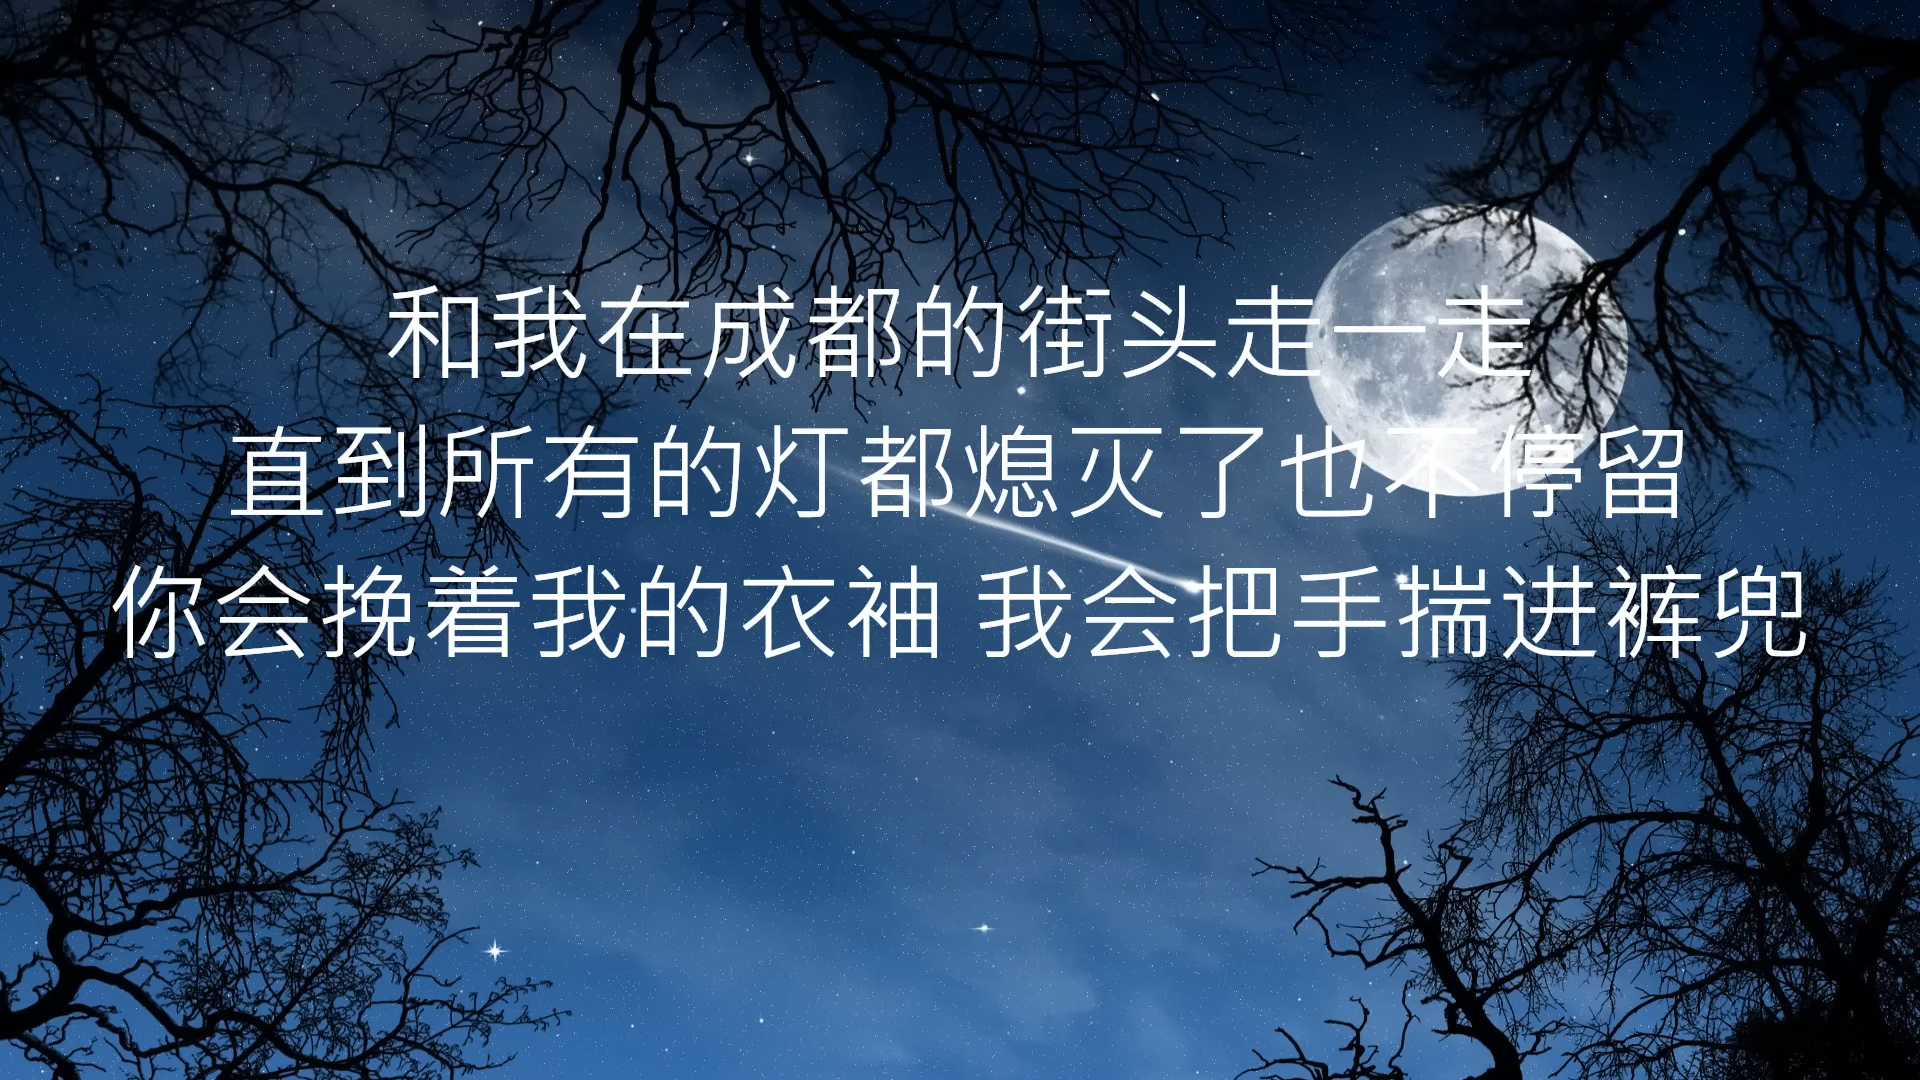 和我在成都的街头走一走
直到所有的灯都熄灭了也不停留
你会挽着我的衣袖 我会把手揣进裤兜